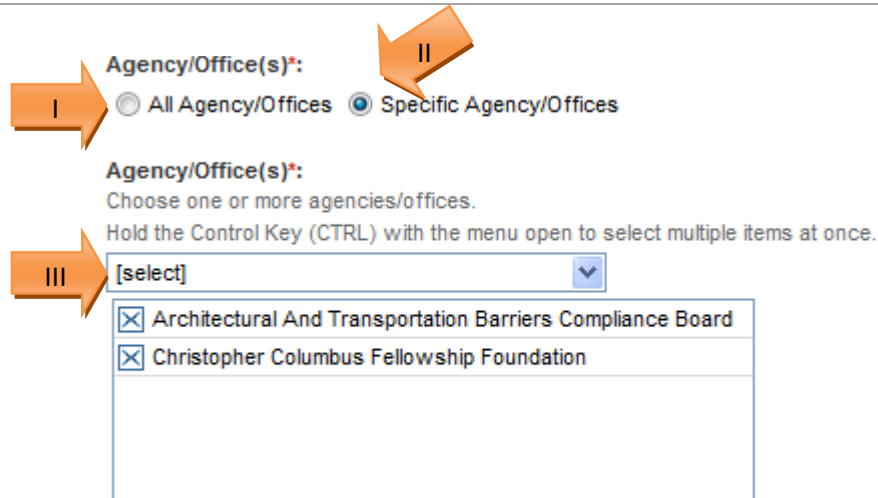 Agency/Office(s)*:
II
I
All Agency/Offices Specific Agency/Offices
Agency/Office(s)*:
Choose one or more agencies/offices.
Hold the Control Key (CTRL) with the menu open to select multiple items at once.
III
[select]
Architectural And Transportation Barriers Compliance Board
Christopher Columbus Fellowship Foundation